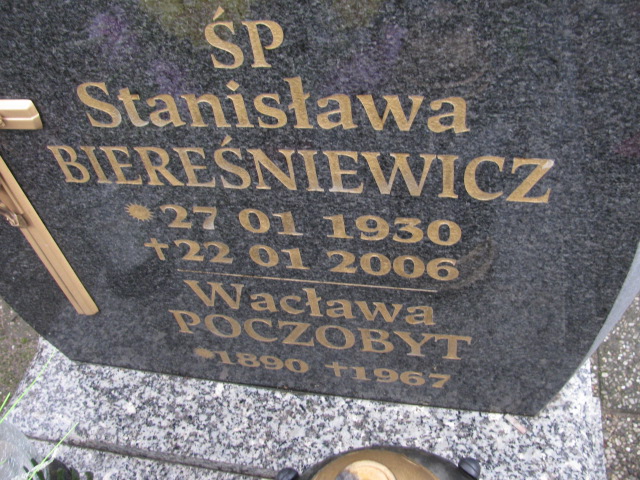 ŚP
Stanisława
BIEREŚNIEWICZ
* 27 01 1930
† 22 01 2006
Wacława
POCZOBYT
* 1890 † 1967